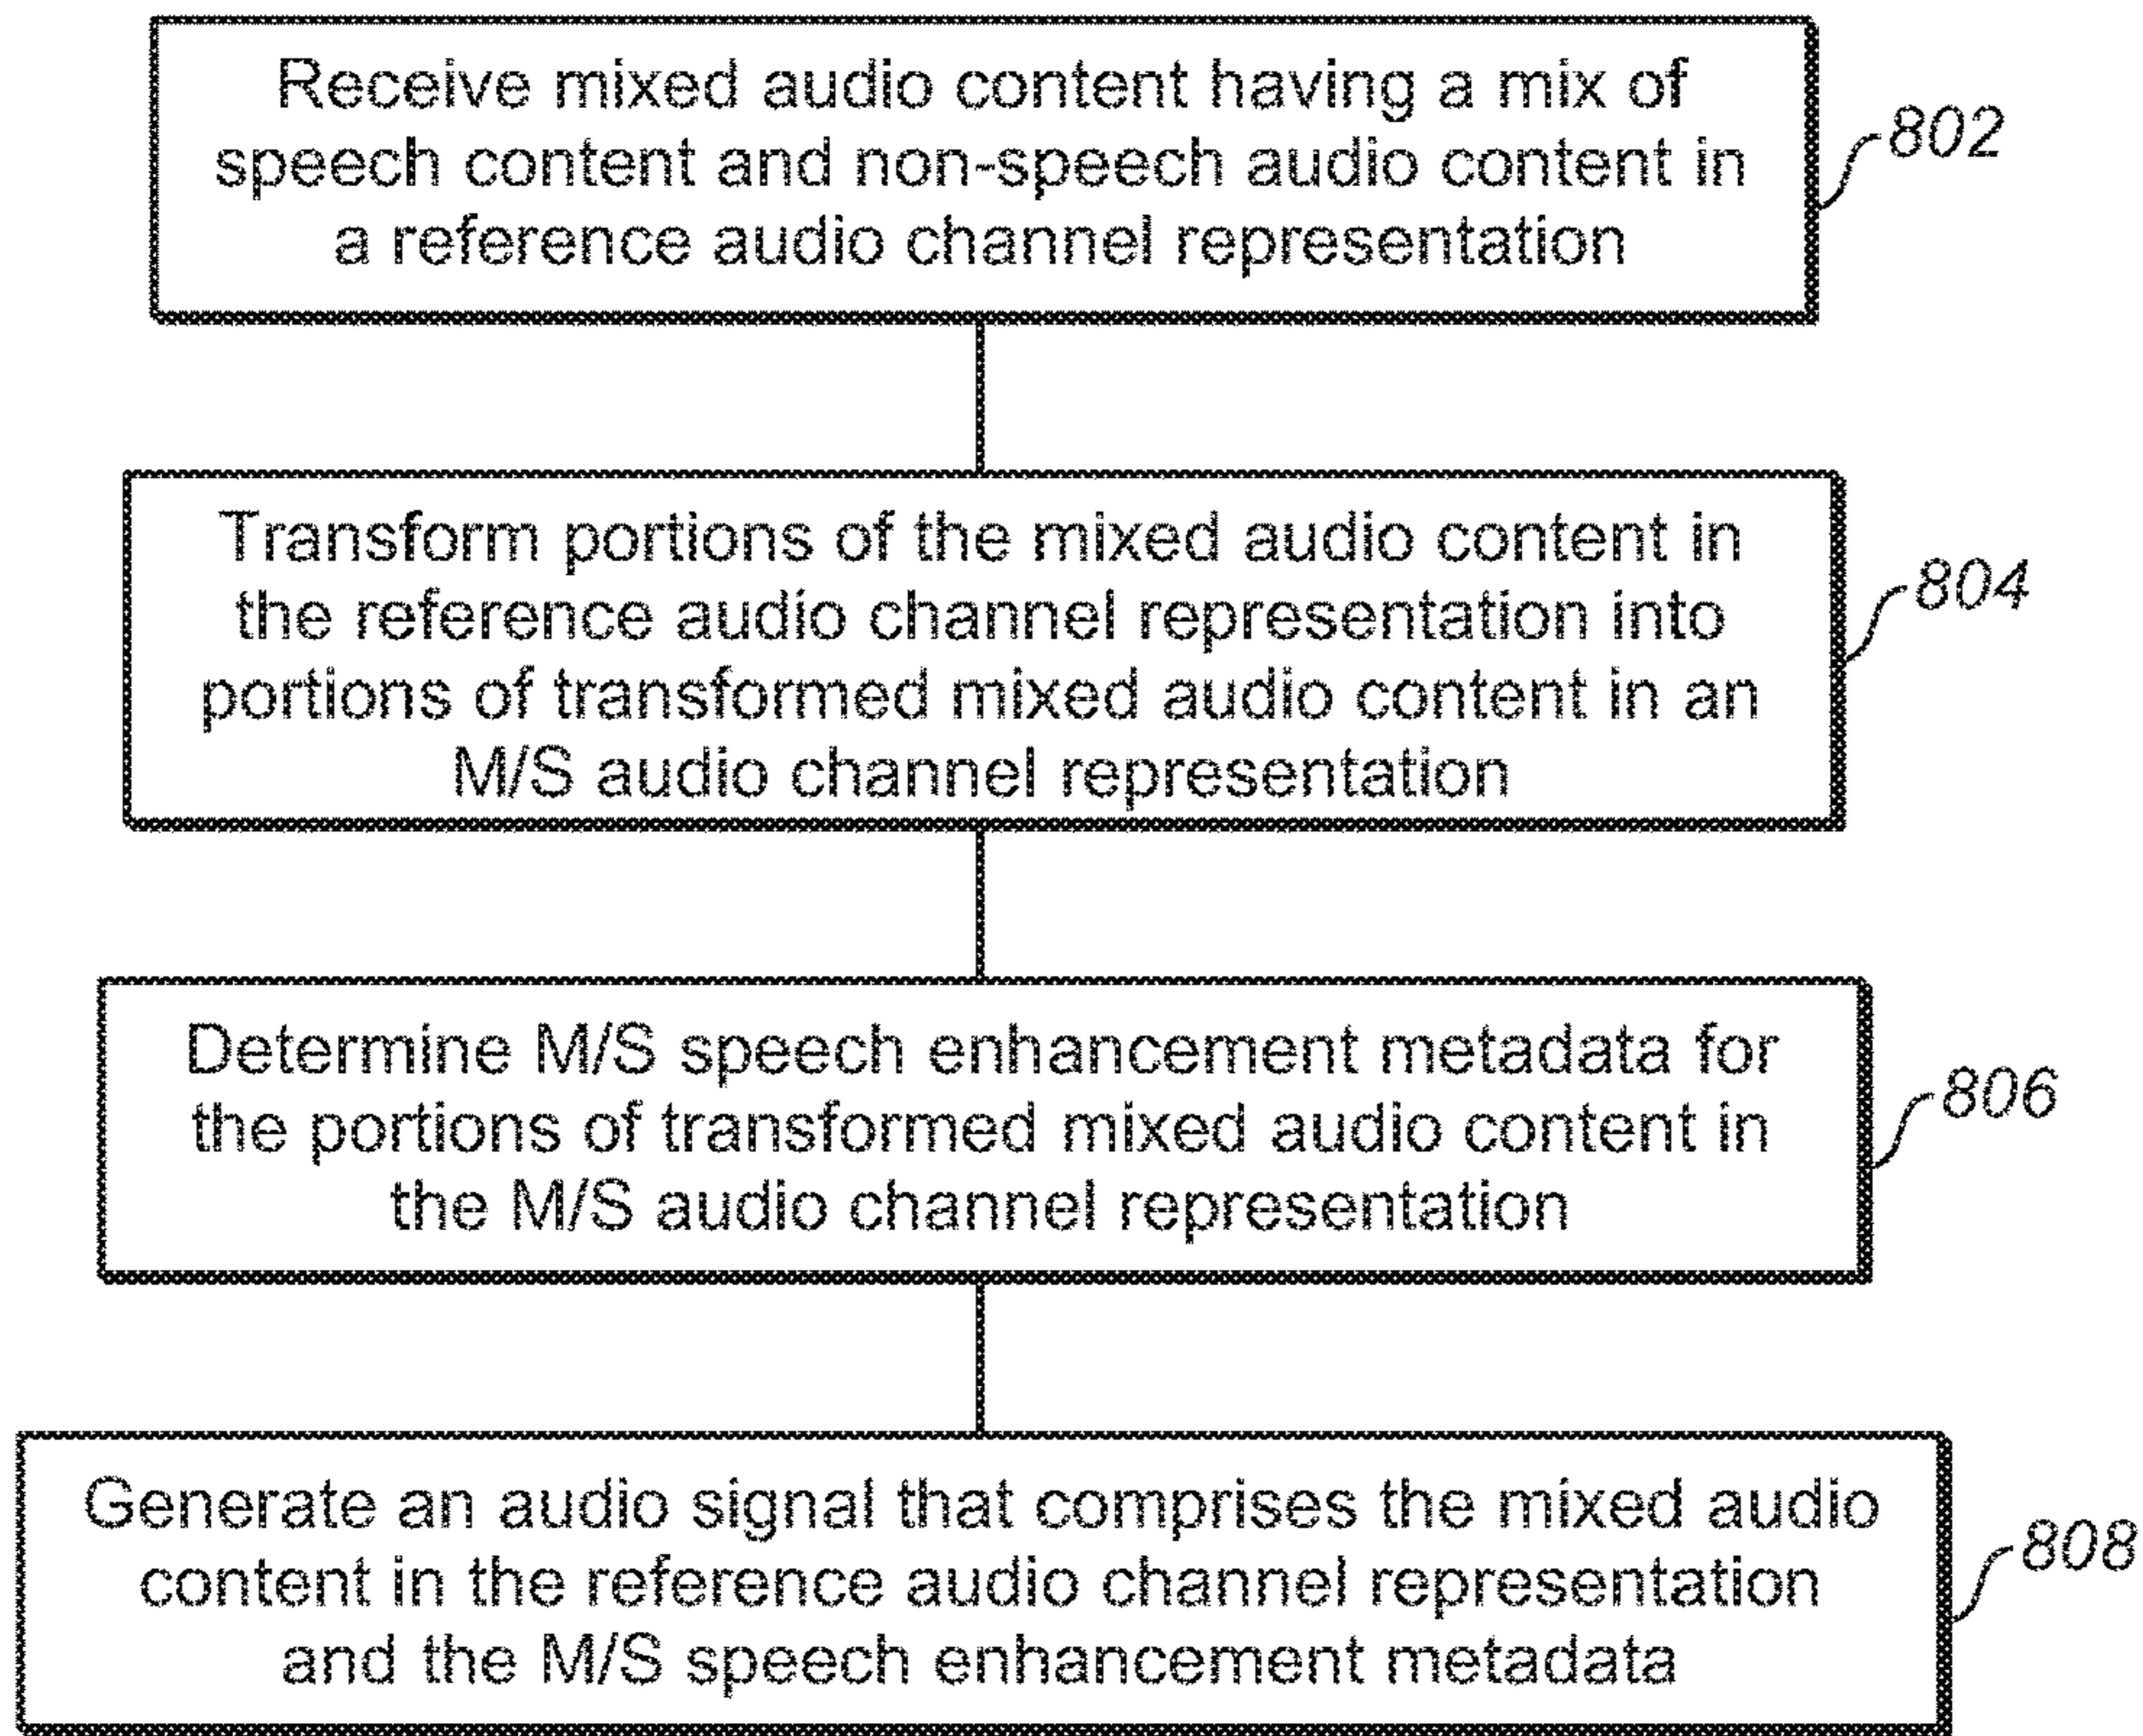 Receive mixed audio content having a mix of
speech content and non-speech audio content in
a reference audio channel representation
802
Transform portions of the mixed audio content in
the reference audio channel representation into
portions of transformed mixed audio content in an
M/S audio channel representation
804
Determine M/S speech enhancement metadata for
the portions of transformed mixed audio content in
the M/S audio channel representation
806
Generate an audio signal that comprises the mixed audio
content in the reference audio channel representation
and the M/S speech enhancement metadata
808